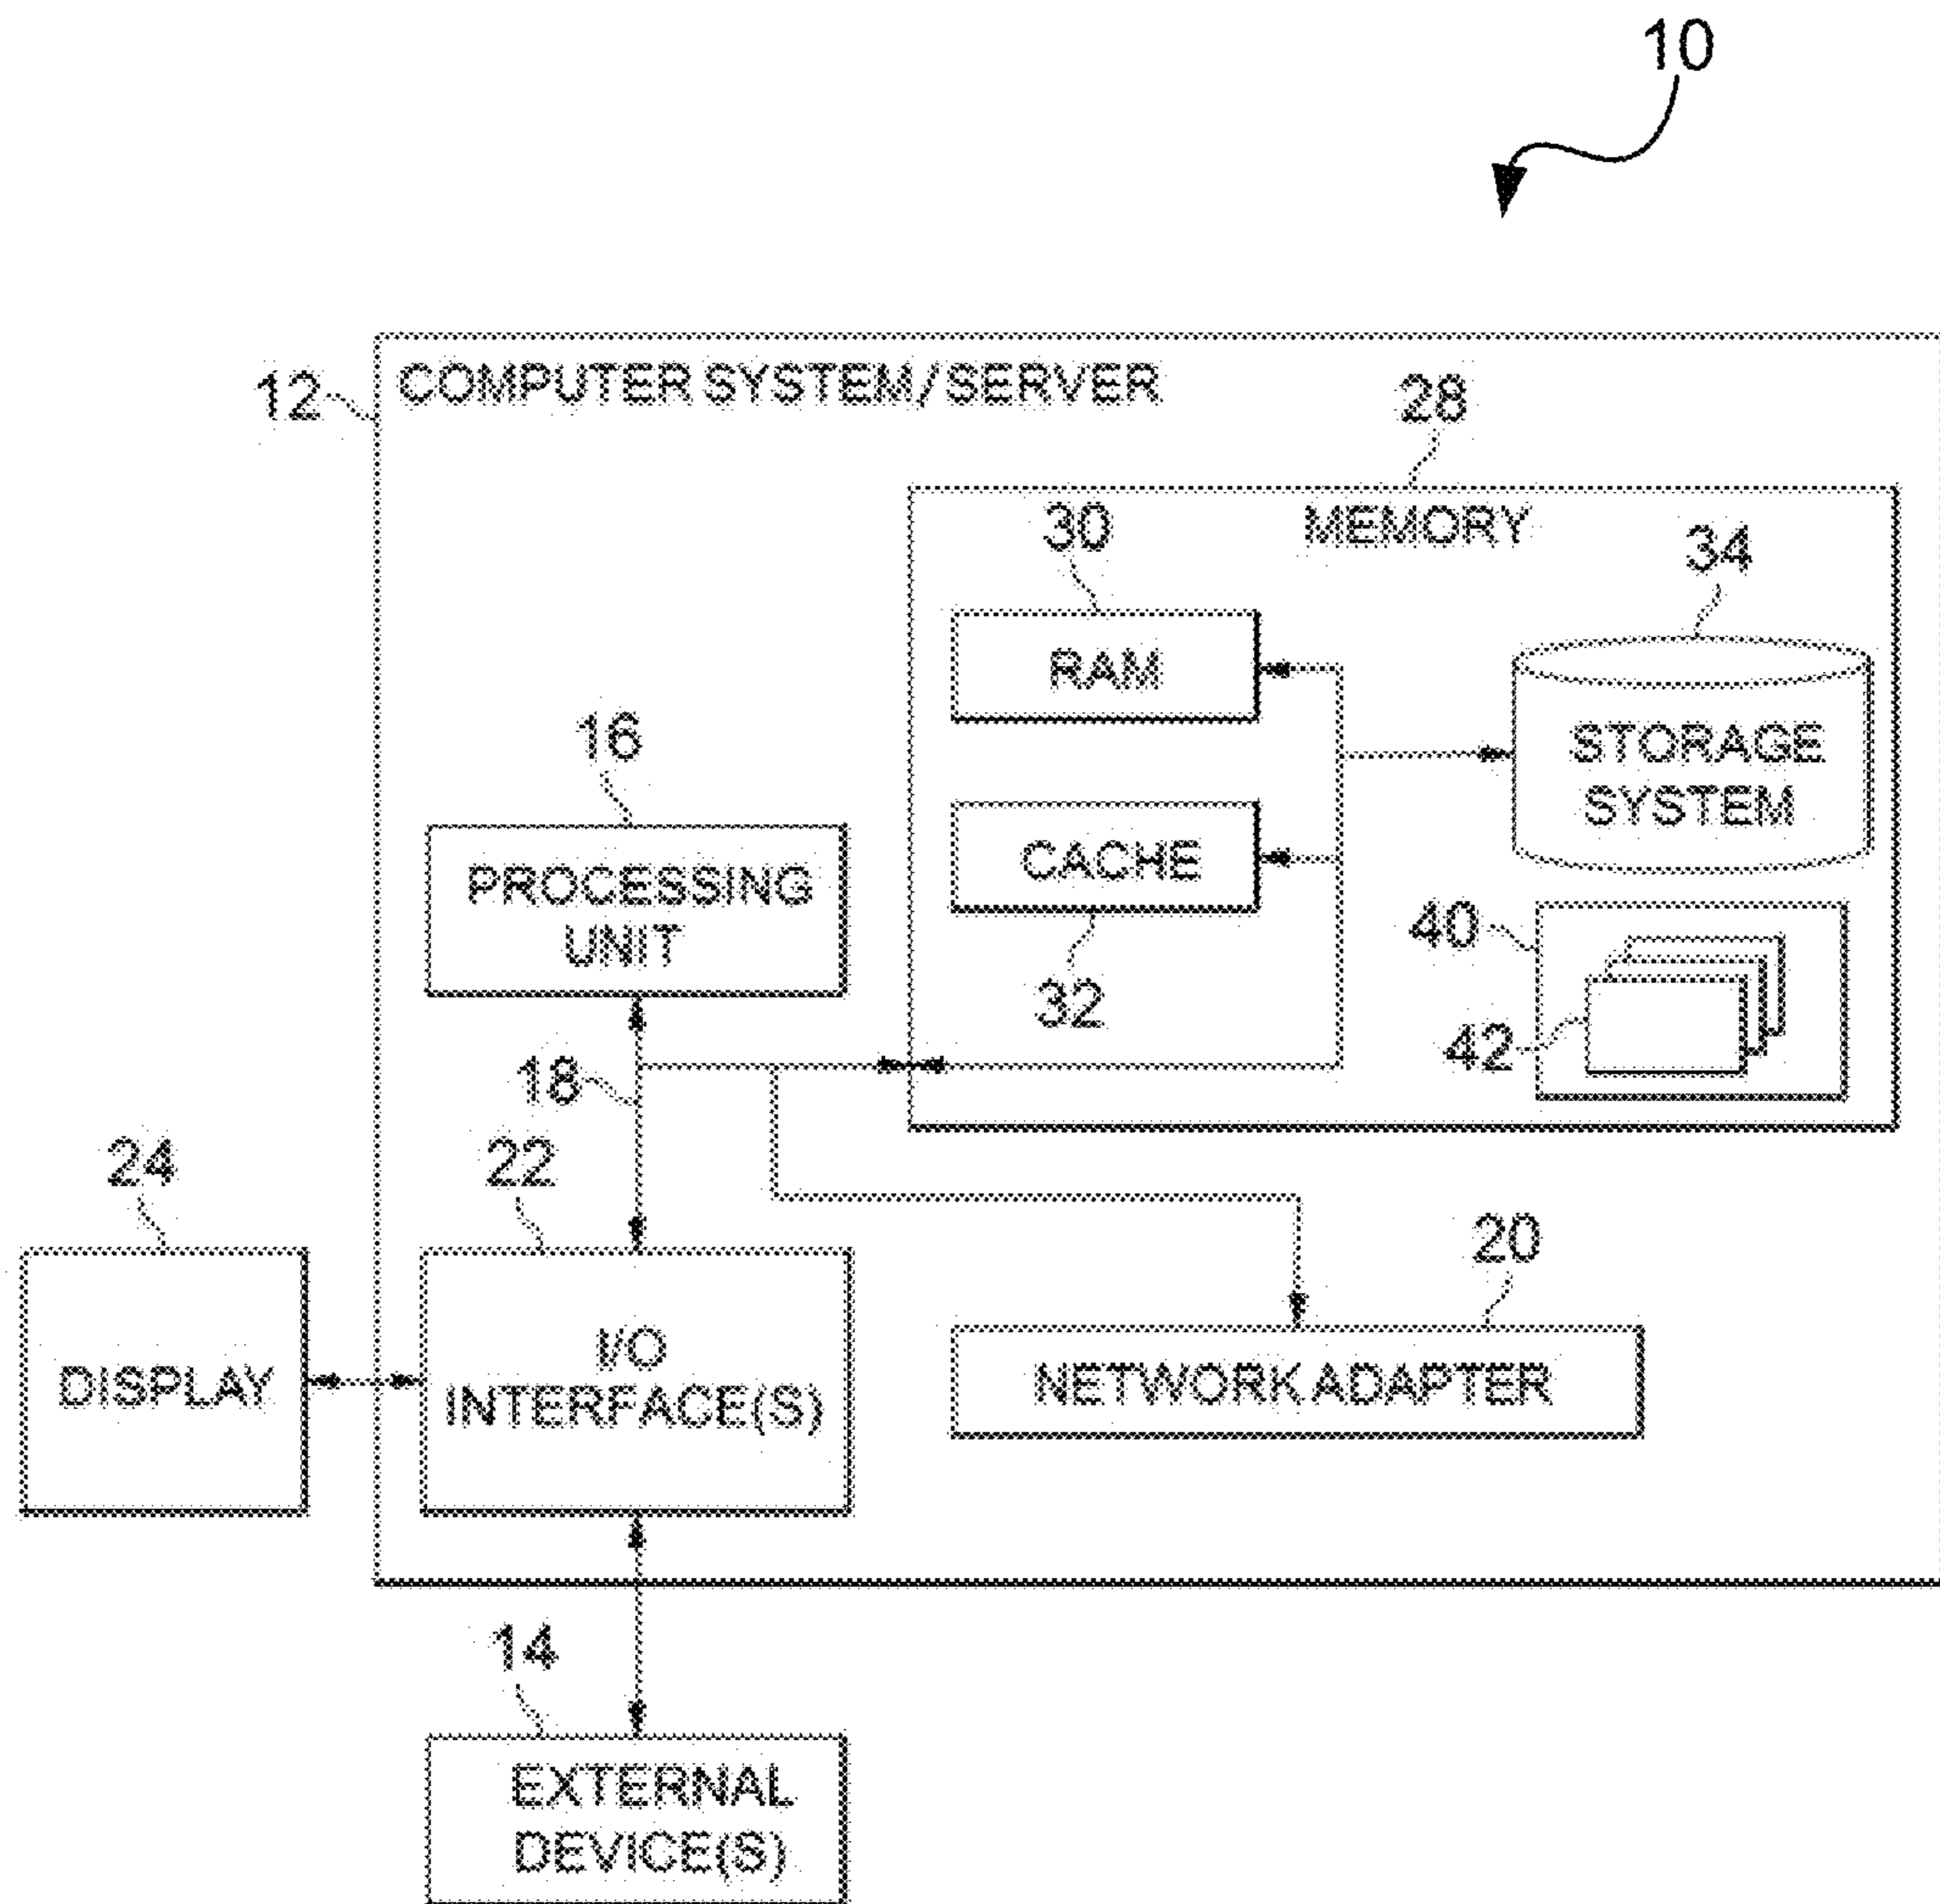 10
12
COMPUTER SYSTEM/SERVER
28
MEMORY
30
34
RAM
STORAGE
SYSTEM
16
PROCESSING
UNIT
CACHE
32
40
42
18
24
22
20
DISPLAY
I/O
INTERFACE(S)
NETWORK ADAPTER
14
EXTERNAL
DEVICE(S)